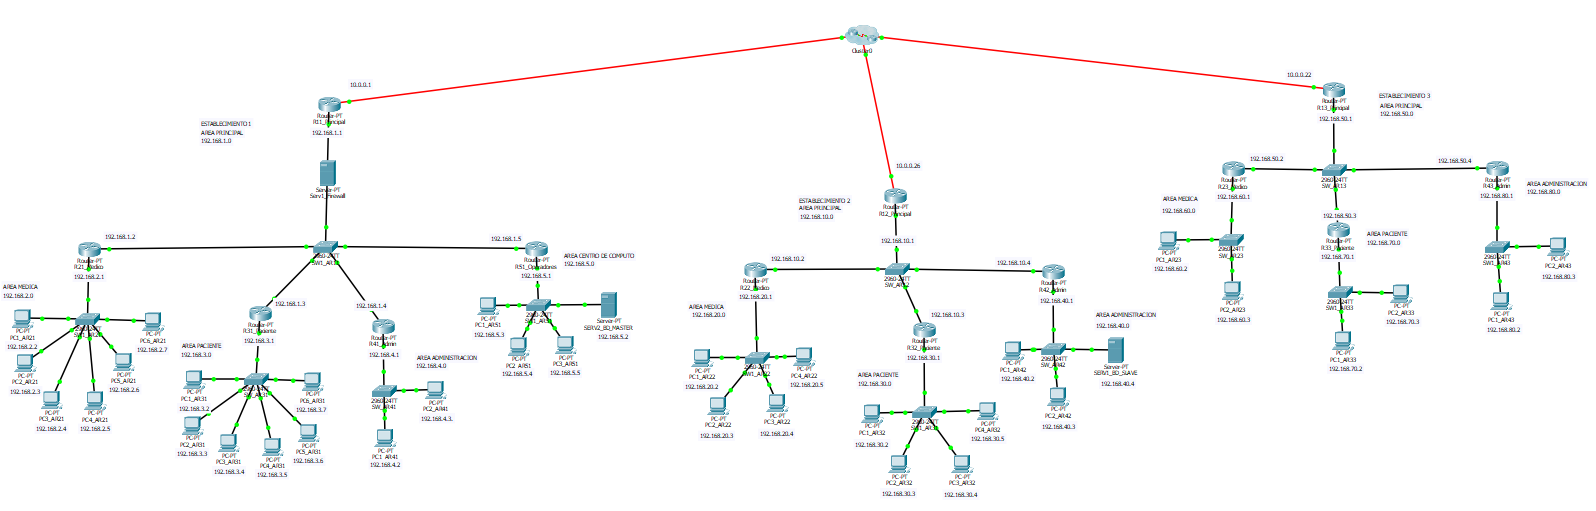 Cluster0
10.0.0.1
Router-PT
R11_Principal
192.168.1.1
ESTABLECIMIENTO 1
AREA PRINCIPAL
192.168.1.0
Server-PT
Serv1_Firewall
2960-24TT
192.168.1.2
Router-PT
R21_Medico
192.168.2.1
AREA MEDICA
192.168.2.0
2960-24TT
PC-PT
PC1_AR21
192.168.2.2
PC-PT
PC2_AR21
192.168.2.3
PC-PT
PC3_AR21
192.168.2.4
PC-PT
PC4_AR21
192.168.2.5
PC-PT
PC5_AR21
192.168.2.6
PC-PT
PC6_AR21
192.168.2.7
192.168.1.3
Router-PT
R31_Paciente
192.168.3.1
AREA PACIENTE
192.168.3.0
2960-24TT
PC-PT
PC1_AR31
192.168.3.2
PC-PT
PC2_AR31
192.168.3.3
PC-PT
PC3_AR31
192.168.3.4
PC-PT
PC4_AR31
192.168.3.5
PC-PT
PC5_AR31
192.168.3.6
PC-PT
PC6_AR31
192.168.3.7
192.168.1.4
Router-PT
R41_Admin
192.168.4.1
AREA ADMINISTRACION
192.168.4.0
2960-24TT
SW_AR41
PC-PT
PC2_AR41
192.168.4.3.
PC-PT
PC1_AR41
192.168.4.2
192.168.1.5
Router-PT
R51_Operadores
192.168.5.1
AREA CENTRO DE COMPUTO
192.168.5.0
2960-24TT
PC-PT
PC1_AR51
192.168.5.3
PC-PT
PC2_AR51
192.168.5.4
PC-PT
PC3_AR51
192.168.5.5
Server-PT
SERV2_BD_MASTER
192.168.5.2
10.0.0.26
Router-PT
R12_Principal
192.168.10.1
ESTABLECIMIENTO 2
AREA PRINCIPAL
192.168.10.0
2960-24TT
SW_AR12
192.168.10.2
Router-PT
R22_Medico
192.168.20.1
AREA MEDICA
192.168.20.0
2960-24TT
PC-PT
PC1_AR22
192.168.20.2
PC-PT
PC2_AR22
192.168.20.3
PC-PT
PC3_AR22
192.168.20.4
PC-PT
PC4_AR22
192.168.20.5
192.168.10.3
Router-PT
R32_Paciente
192.168.30.1
AREA PACIENTE
192.168.30.0
2960-24TT
PC-PT
PC1_AR32
192.168.30.2
PC-PT
PC2_AR32
192.168.30.3
PC-PT
PC3_AR32
192.168.30.4
PC-PT
PC4_AR32
192.168.30.5
192.168.10.4
Router-PT
R42_Admin
192.168.40.1
AREA ADMINISTRACION
192.168.40.0
2960-24TT
SW_AR42
PC-PT
PC1_AR42
192.168.40.2
PC-PT
PC2_AR42
192.168.40.3
Server-PT
SERV1_BD_SLAVE
192.168.40.4
10.0.0.22
Router-PT
R13_Principal
192.168.50.1
ESTABLECIMIENTO 3
AREA PRINCIPAL
192.168.50.0
2960-24TT
SW_AR13
192.168.50.2
Router-PT
R23_Medico
192.168.60.1
AREA MEDICA
192.168.60.0
2960-24TT
SW_AR23
PC-PT
PC1_AR23
192.168.60.2
PC-PT
PC2_AR23
192.168.60.3
192.168.50.3
Router-PT
R33_Paciente
192.168.70.1
AREA PACIENTE
192.168.70.0
2960-24TT
SW_AR33
PC-PT
PC2_AR33
192.168.70.3
PC-PT
PC1_AR33
192.168.70.2
192.168.50.4
Router-PT
R43_Admin
192.168.80.1
AREA ADMINISTRACION
192.168.80.0
2960-24TT
SW_AR43
PC-PT
PC2_AR43
192.168.80.3
PC-PT
PC1_AR43
192.168.80.2